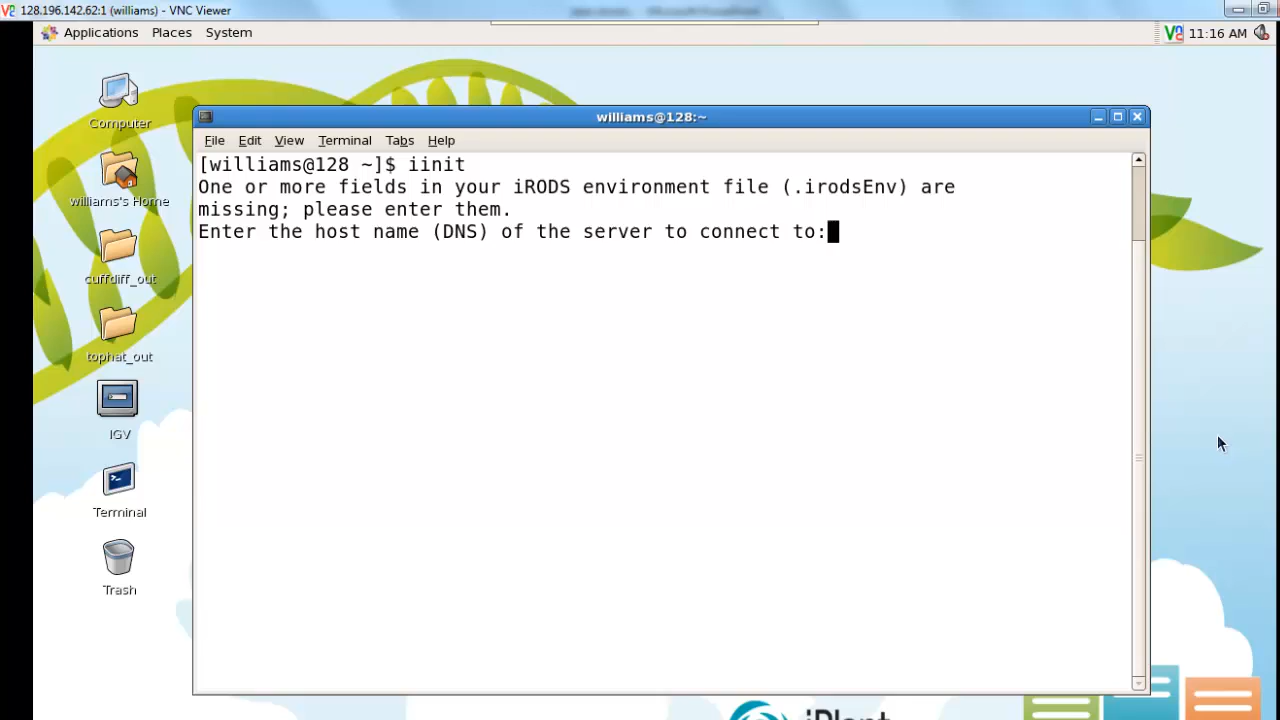 128.196.142.62:1 (williams) - VNC Viewer
Applications Places System
11:16 AM
Computer
williams's Home
cuffdiff_out
tophat_out
IGV
Terminal
Trash
williams@128:~
File Edit View Terminal Tabs Help
[williams@128 ~]$ iinit
One or more fields in your iRODS environment file (.irodsEnv) are
missing; please enter them.
Enter the host name (DNS) of the server to connect to:
iPlant